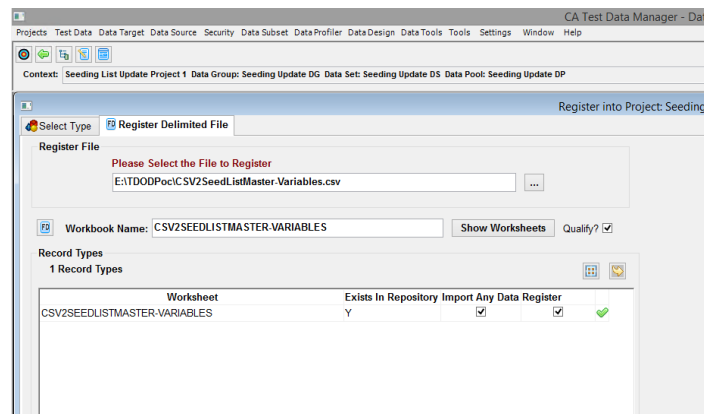 CA Test Data Manager - Dat
Projects Test Data Data Target Data Source Security Data Subset Data Profiler Data Design Data Tools Tools Settings Window Help
Context: Seeding List Update Project 1 Data Group: Seeding Update DG Data Set: Seeding Update DS Data Pool: Seeding Update DP
Register into Project: Seeding
Select Type FD Register Delimited File
Register File
Please Select the File to Register
E:\TDODPoc\CSV2SeedListMaster-Variables.csv ...
FD Workbook Name: CSV2SEEDLISTMASTER-VARIABLES Show Worksheets Qualify?
Record Types
1 Record Types
Worksheet Exists In Repository Import Any Data Register
CSV2SEEDLISTMASTER-VARIABLES Y